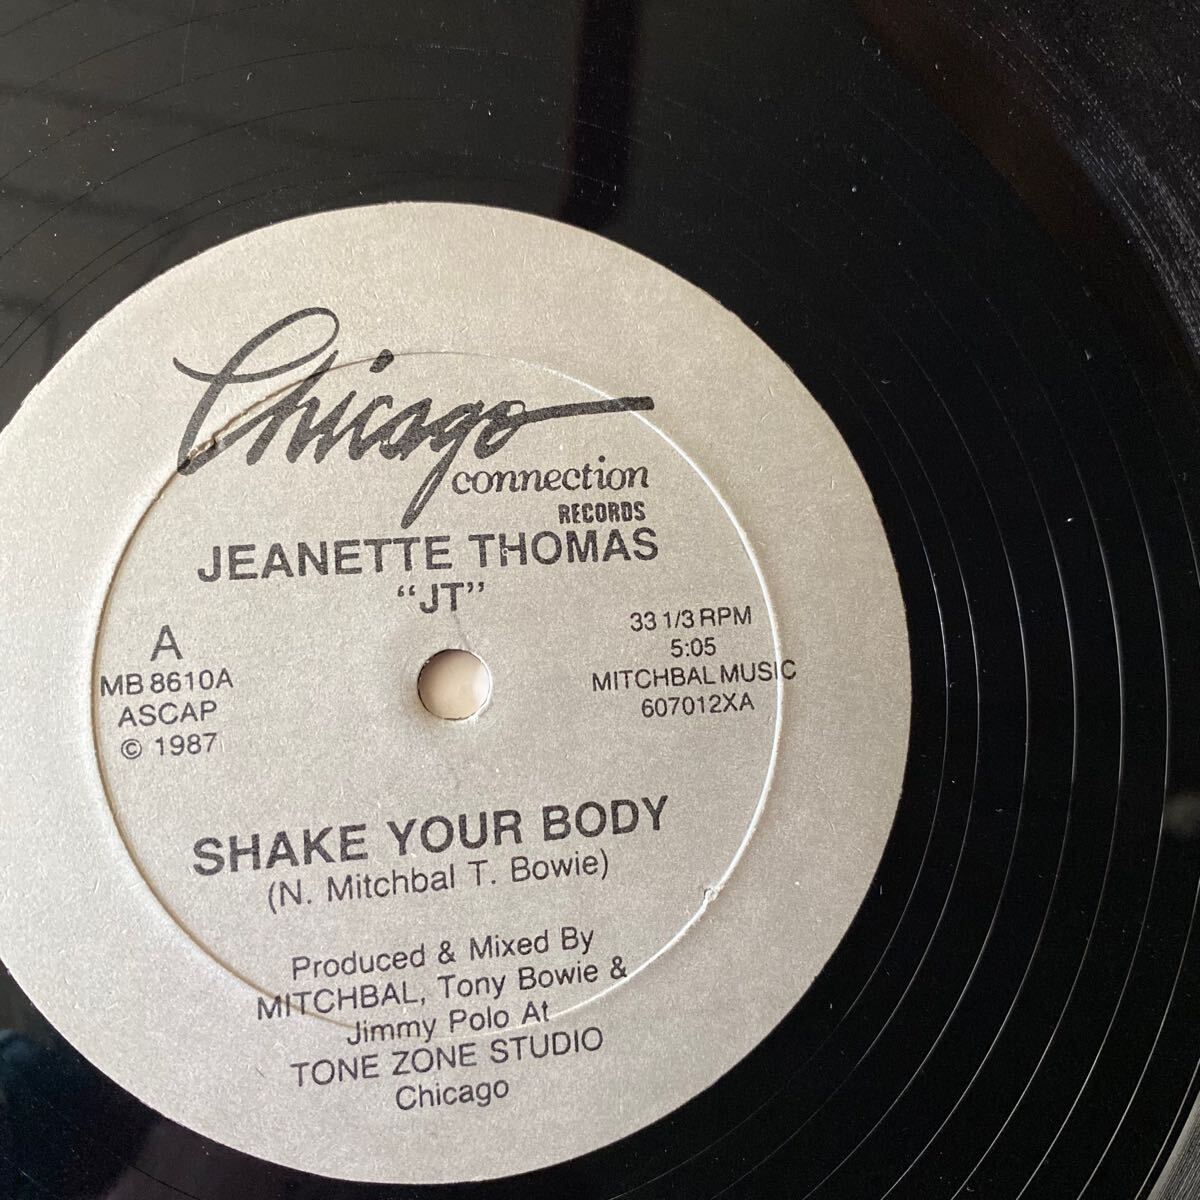 Chicago
connection
RECORDS
JEANETTE THOMAS
“JT”
A
MB 8610A
ASCAP
© 1987
33 1/3 RPM
5:05
MITCHBAL MUSIC
607012XA
SHAKE YOUR BODY
(N. Mitchbal T. Bowie)
Produced & Mixed By
MITCHBAL, Tony Bowie &
Jimmy Polo At
TONE ZONE STUDIO
Chicago